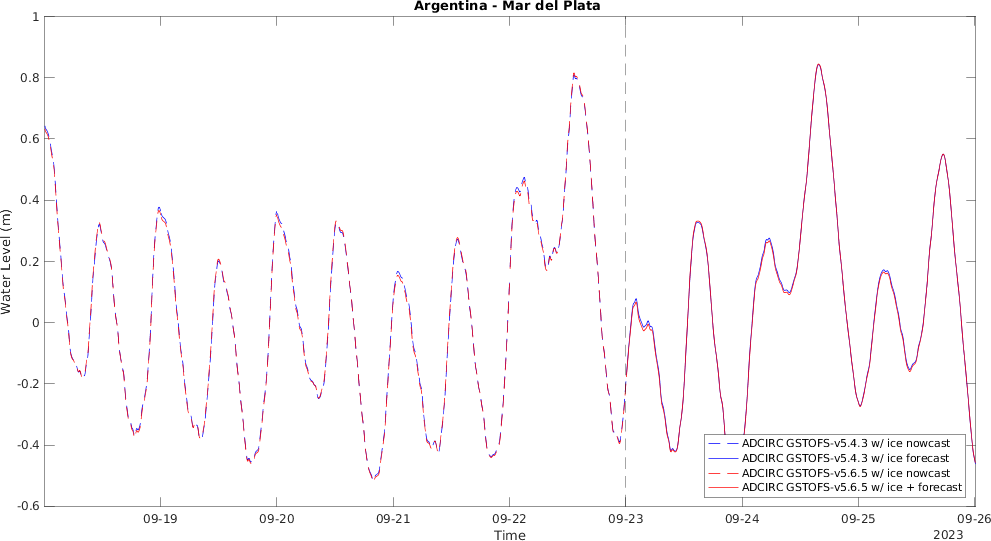 Argentina - Mar del Plata
Water Level (m)
1
0.8
0.6
0.4
0.2
0
-0.2
-0.4
-0.6
09-19
09-20
09-21
09-22
09-23
09-24
09-25
09-26
Time
2023
ADCIRC GSTOFS-v5.4.3 w/ ice nowcast
ADCIRC GSTOFS-v5.4.3 w/ ice forecast
ADCIRC GSTOFS-v5.6.5 w/ ice nowcast
ADCIRC GSTOFS-v5.6.5 w/ ice + forecast